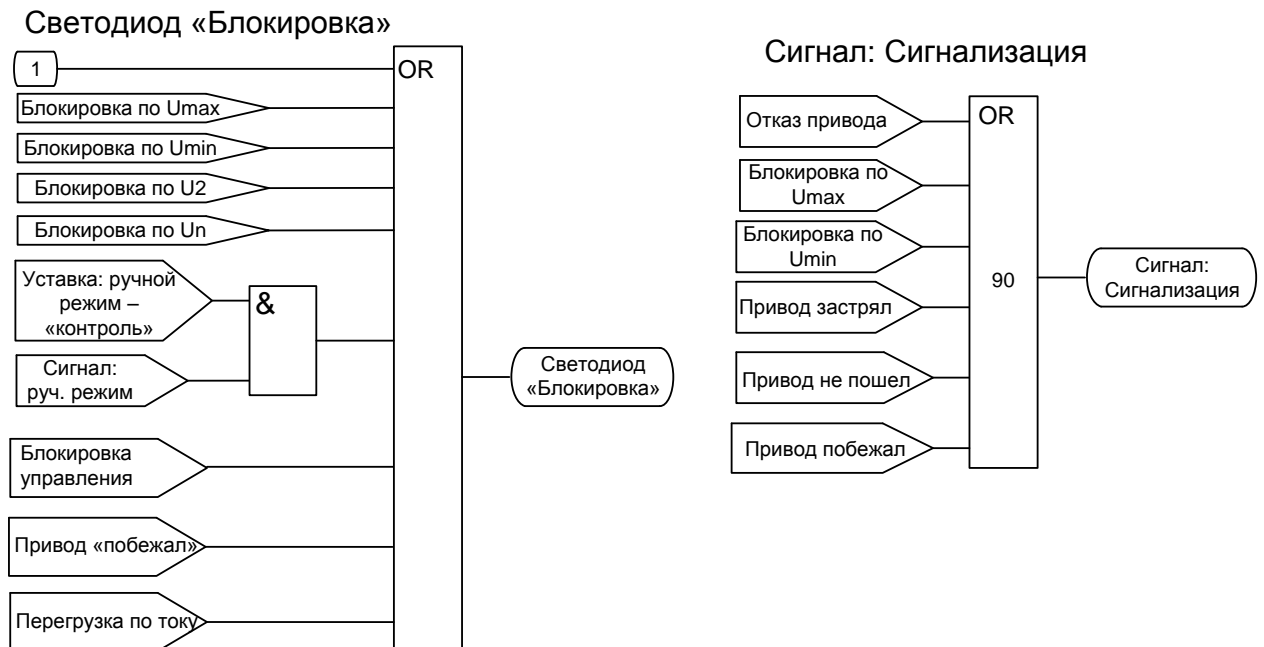 Светодиод «Блокировка»
1
OR
Блокировка по Umax
Блокировка по Umin
Блокировка по U2
Блокировка по Un
Уставка: ручной
режим –
«контроль»
&
Сигнал:
руч. режим
Светодиод
«Блокировка»
Блокировка
управления
Привод «побежал»
Перегрузка по току
Сигнал: Сигнализация
Отказ привода
OR
Блокировка по
Umax
Блокировка по
Umin
90
Сигнал:
Сигнализация
Привод застрял
Привод не пошел
Привод побежал